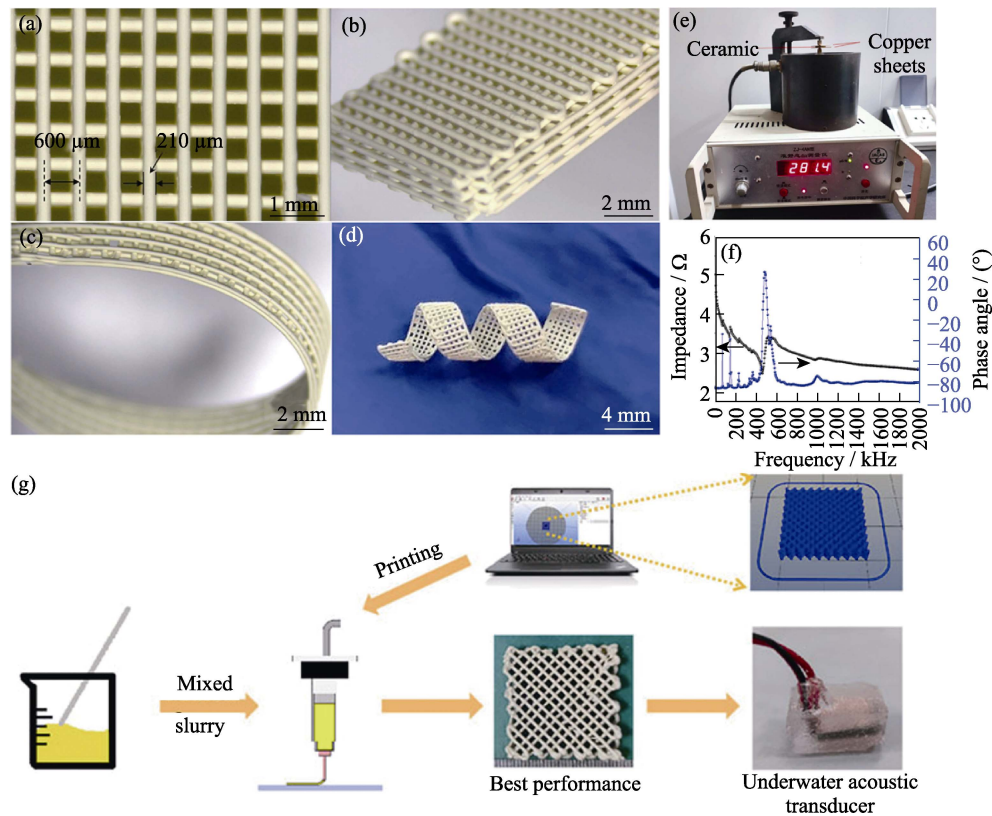 (a)
600 µm
210 µm
1 mm
(b)
2 mm
(c)
2 mm
(d)
4 mm
(e)
Ceramic
Copper
sheets
281.4
(f)
6
5
4
3
2
Impedance / Ω
60
40
20
0
−20
−40
−60
−80
−100
Phase angle / (°)
0
200
400
600
800
1000
1200
1400
1600
1800
2000
Frequency / kHz
(g)
Printing
Mixed
slurry
Best performance
Underwater acoustic
transducer